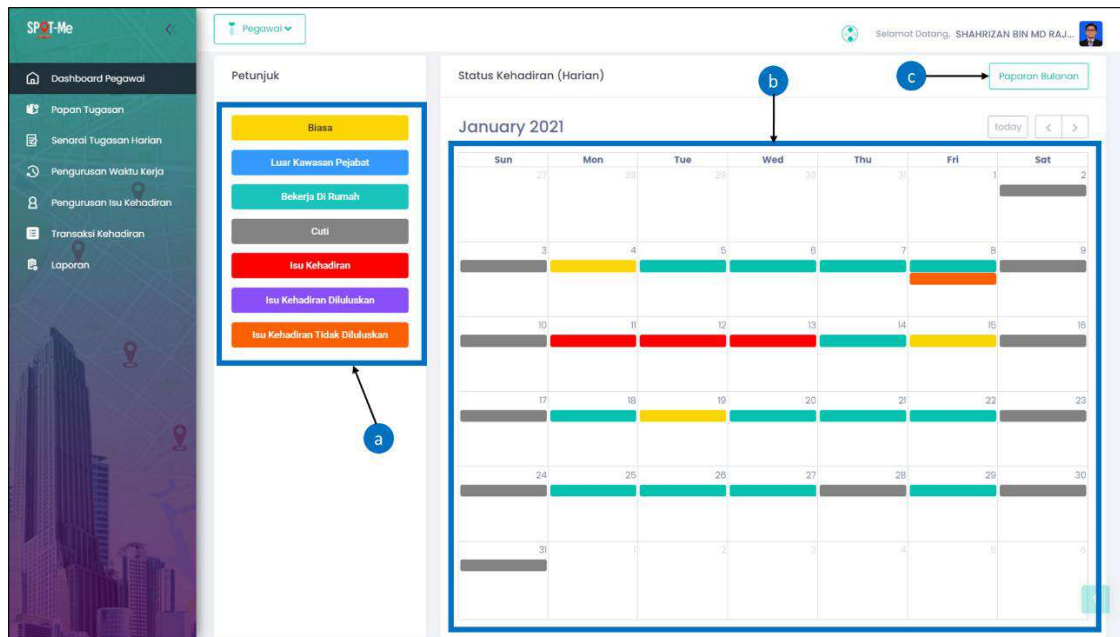 SPOT-Me
Pegawai
Selamat Datang, SHAHRIZAN BIN MD RAJ...
Dashboard Pegawai
Papan Tugasan
Senarai Tugasan Harian
Pengurusan Waktu Kerja
Pengurusan Isu Kehadiran
Transaksi Kehadiran
Laporan
Petunjuk
Biasa
Luar Kawasan Pejabat
Bekerja Di Rumah
Cuti
Isu Kehadiran
Isu Kehadiran Diluluskan
Isu Kehadiran Tidak Diluluskan
a
Status Kehadiran (Harian)
b
c
Paparan Bulanan
January 2021
today < >
Sun Mon Tue Wed Thu Fri Sat
27 28 29 30 31 1 2
3 4 5 6 7 8 9
10 11 12 13 14 15 16
17 18 19 20 21 22 23
24 25 26 27 28 29 30
31 1 2 3 4 5 6